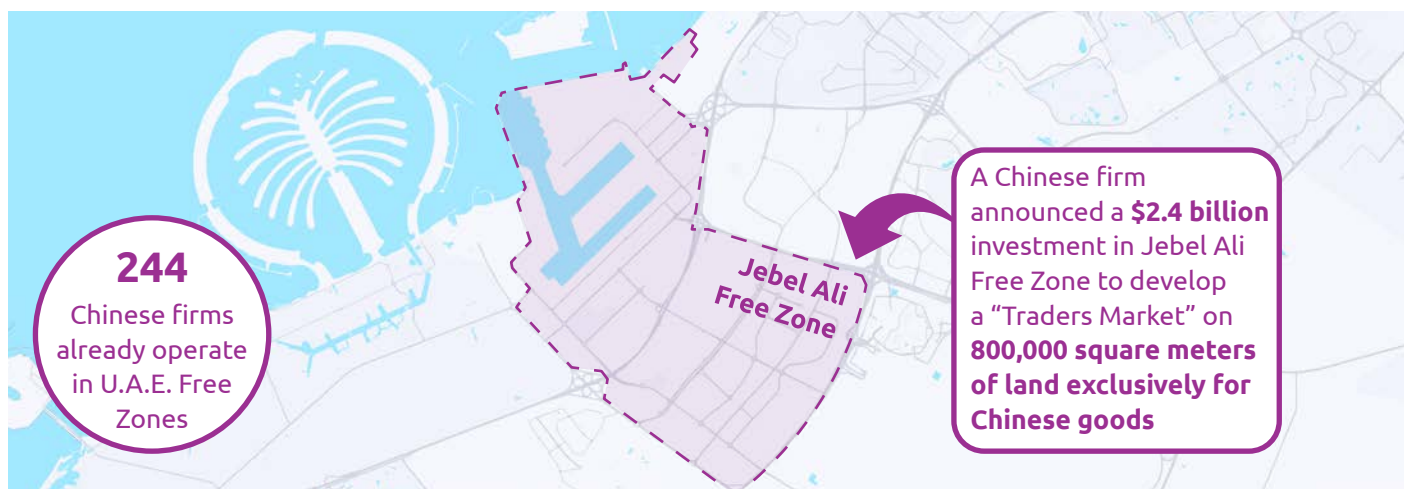 244
Chinese firms
already operate
in U.A.E. Free
Zones
Jebel Ali
Free Zone
A Chinese firm
announced a $2.4 billion
investment in Jebel Ali
Free Zone to develop
a “Traders Market” on
800,000 square meters
of land exclusively for
Chinese goods